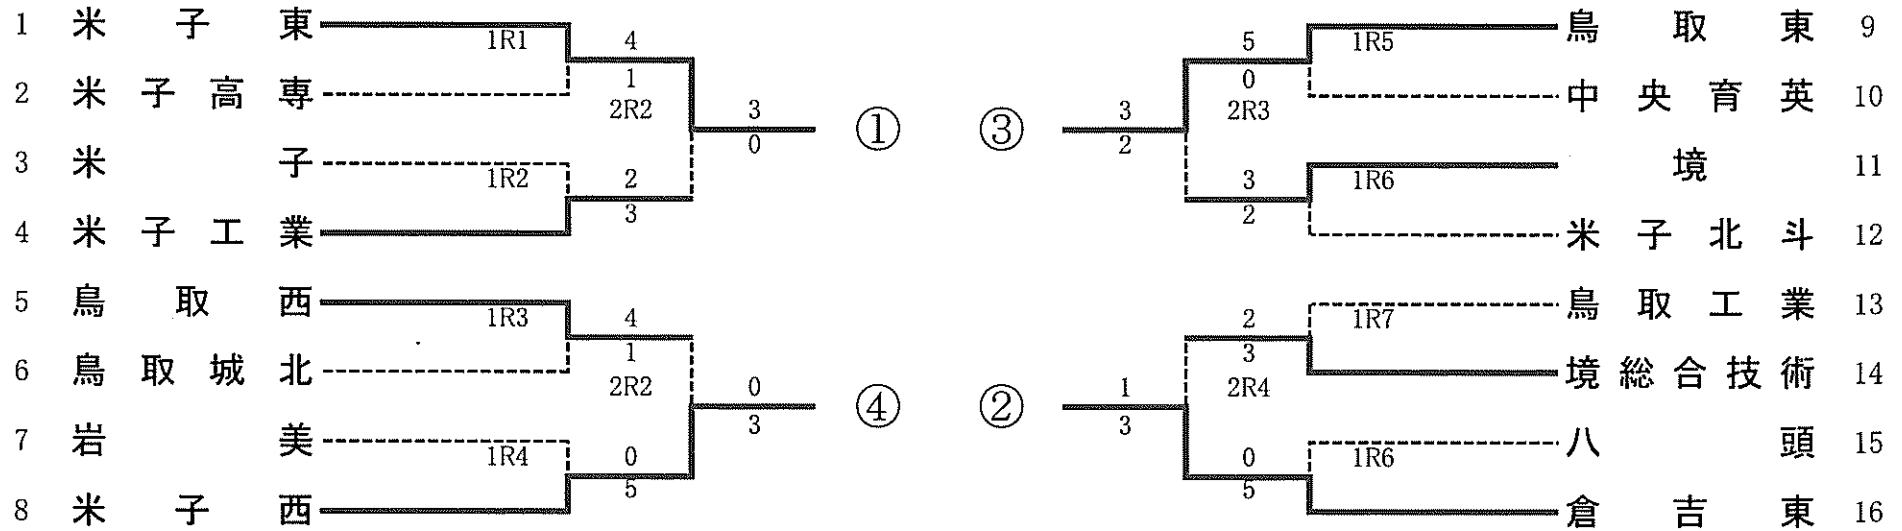 1 米子東 1R1 4 5 1R5 鳥取東 9
2 米子高専 1 2R2 3 ① ③ 3 0 2R3 中央育英 10
3 米子 1R2 2 0 2 3 1R6 境 11
4 米子工業 3 2 米子北斗 12
5 鳥取西 1R3 4 2 1R7 鳥取工業 13
6 鳥取城北 1 2R2 0 ④ ② 1 3 2R4 境総合技術 14
7 岩美 1R4 0 3 3 0 1R6 八頭 15
8 米子西 5 5 倉吉東 16